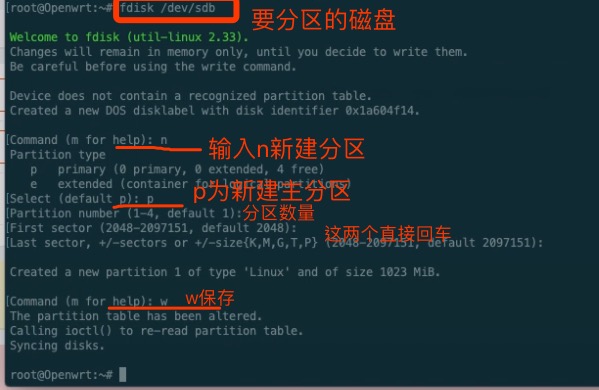 [root@Openwrt:~# fdisk /dev/sdb
要分区的磁盘
Welcome to fdisk (util-linux 2.33).
Changes will remain in memory only, until you decide to write them.
Be careful before using the write command.
Device does not contain a recognized partition table.
Created a new DOS disklabel with disk identifier 0x1a604f14.
[Command (m for help): n
输入n新建分区
Partition type
p primary (0 primary, 0 extended, 4 free)
e extended (container for logical partitions)
[Select (default p): p
p为新建主分区
[Partition number (1-4, default 1):
分区数量
[First sector (2048-2097151, default 2048):
这两个直接回车
[Last sector, +/-sectors or +/-size{K,M,G,T,P} (2048-2097151, default 2097151):
Created a new partition 1 of type 'Linux' and of size 1023 MiB.
[Command (m for help): w
w保存
The partition table has been altered.
Calling ioctl() to re-read partition table.
Syncing disks.
root@Openwrt:~#